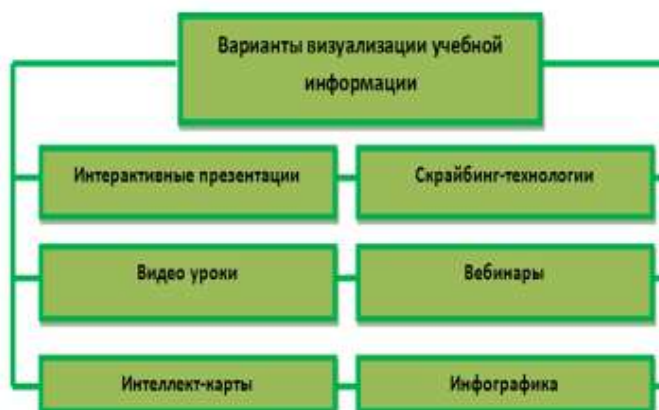 Варианты визуализации учебной
информации
Интерактивные презентации
Скрайбинг-технологии
Видео уроки
Вебинары
Интеллект-карты
Инфографика